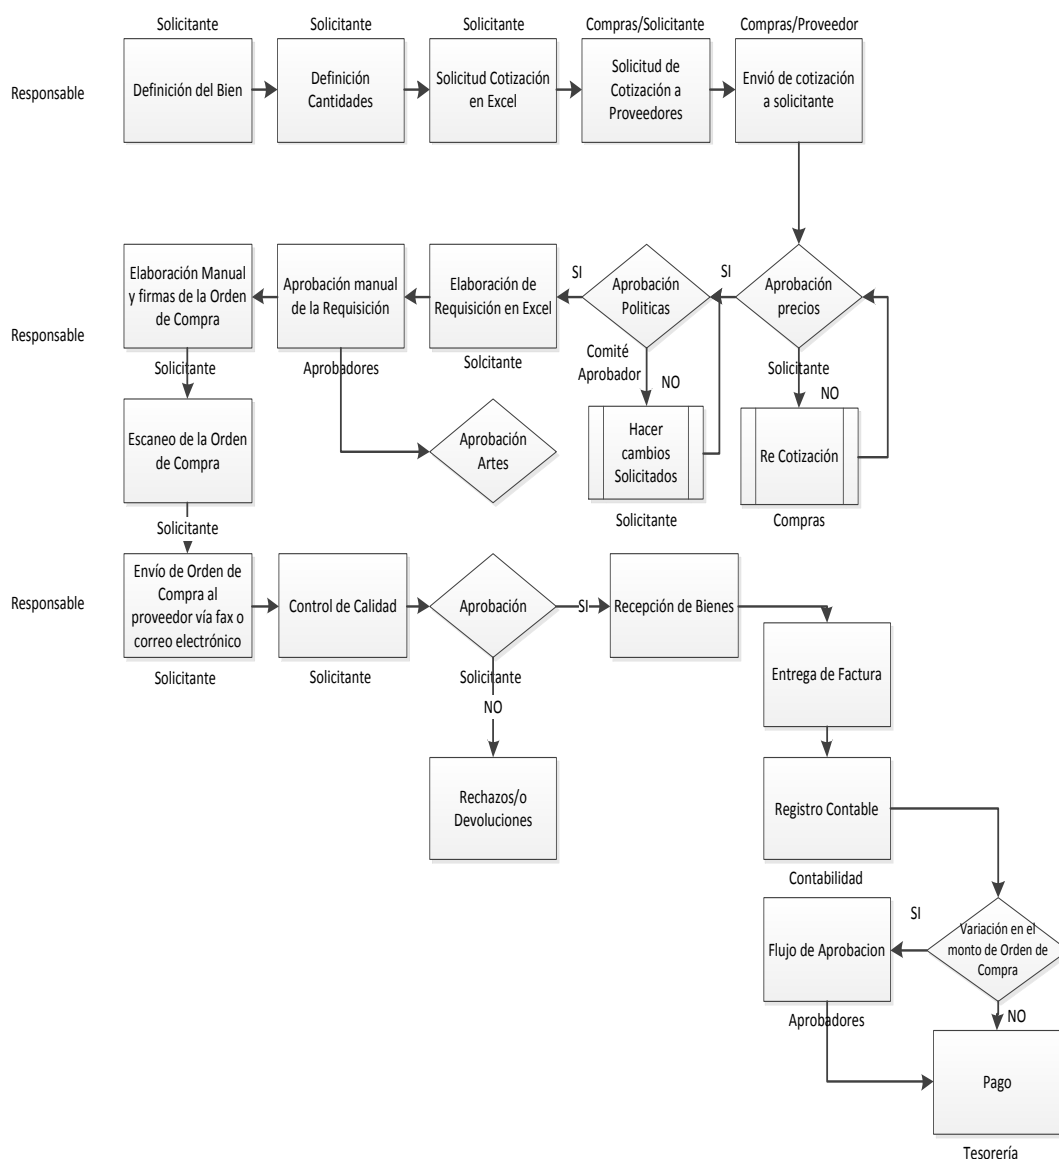 Solicitante
Solicitante
Solicitante
Compras/Solicitante
Compras/Proveedor
Responsable
Definición del Bien
Definición
Cantidades
Solicitud Cotización
en Excel
Solicitud de
Cotización a
Proveedores
Envió de cotización
a solicitante
Responsable
Elaboración Manual
y firmas de la Orden
de Compra
Solicitante
Aprobación manual
de la Requisición
Aprobadores
Elaboración de
Requisición en Excel
Solcitante
SI
Aprobación
Politicas
Comité
Aprobador
NO
SI
Aprobación
precios
Solicitante
NO
Escaneo de la Orden
de Compra
Solicitante
Aprobación
Artes
Hacer
cambios
Solicitados
Solicitante
Re Cotización
Compras
Responsable
Envío de Orden de
Compra al
proveedor vía fax o
correo electrónico
Solicitante
Control de Calidad
Solicitante
Aprobación
Solicitante
SI
Recepción de Bienes
NO
Rechazos/o
Devoluciones
Entrega de Factura
Registro Contable
Contabilidad
SI
Variación en el
monto de Orden de
Compra
Flujo de Aprobacion
Aprobadores
NO
Pago
Tesorería